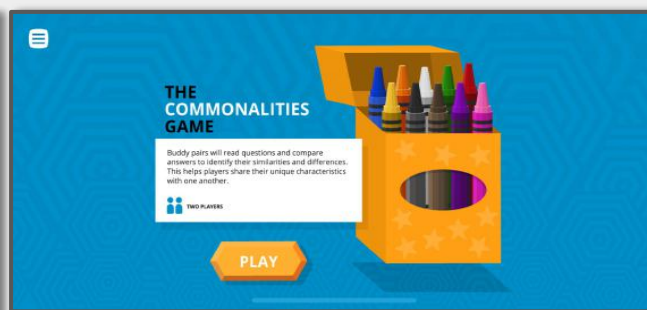 THE
COMMONALITIES
GAME
Buddy pairs will read questions and compare
answers to identify their similarities and differences.
This helps players share their unique characteristics
with one another.
TWO PLAYERS
PLAY